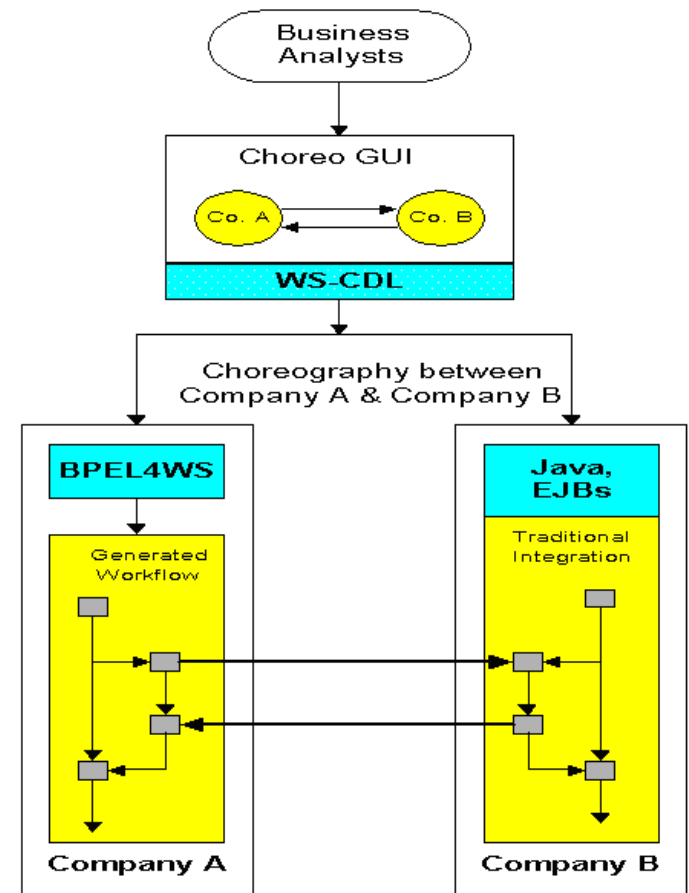 Business
Analysts
Choreo GUI
Co. A
Co. B
WS-CDL
Choreography between
Company A & Company B
BPEL4WS
Generated
Workflow
Company A
Java,
EJBs
Traditional
Integration
Company B